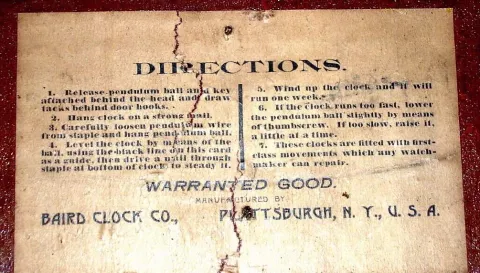 DIRECTIONS.
1. Release pendulum ball and key
attached behind the head and draw
tacks behind door hooks.
2. Hang clock on a strong nail.
3. Carefully loosen pendulum wire
from staple and hang pendulum ball.
4. Level the clock by means of the
ball, using the black line on this card
as a guide, then drive a nail through
staple at bottom of clock to steady it.
5. Wind up the clock and it will
run one week.
6. If the clock runs too fast, lower
the pendulum ball slightly by means
of thumbscrew. If too slow, raise it,
a little at a time.
7. These clocks are fitted with first-
class movements which any watch-
maker can repair.
WARRANTED GOOD.
MANUFACTURED BY
BAIRD CLOCK CO., PLATTSBURGH, N. Y., U. S. A.